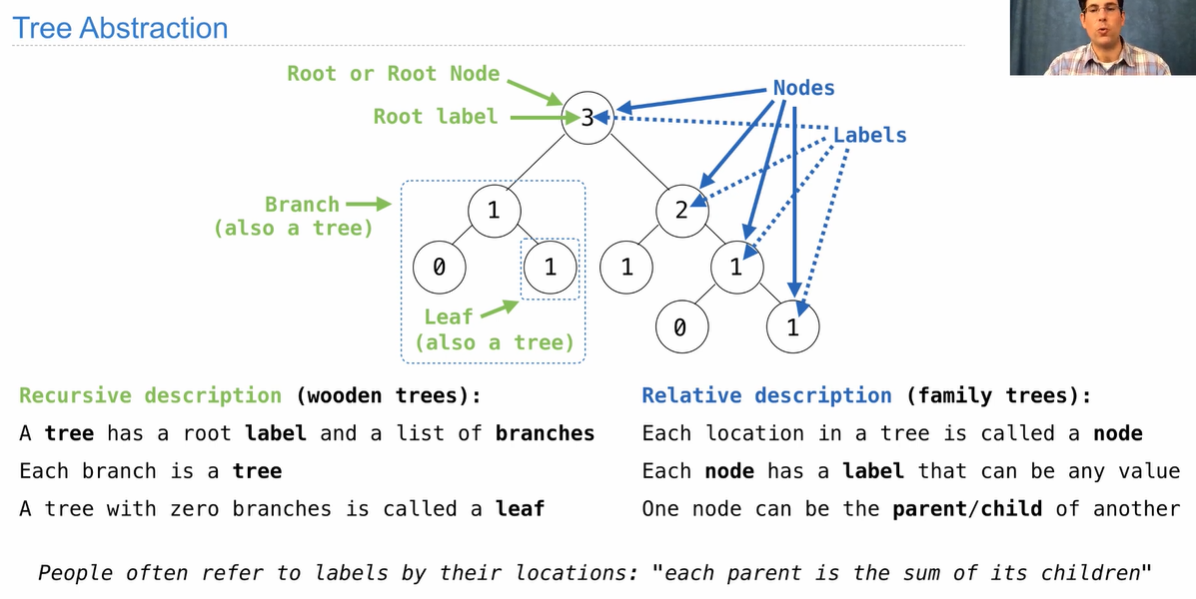 Tree Abstraction
Root or Root Node
Nodes
Root label
3
Labels
Branch
(also a tree)
1
2
0
1
1
1
Leaf
(also a tree)
0
1
Recursive description (wooden trees):
A tree has a root label and a list of branches
Each branch is a tree
A tree with zero branches is called a leaf
Relative description (family trees):
Each location in a tree is called a node
Each node has a label that can be any value
One node can be the parent/child of another
People often refer to labels by their locations: "each parent is the sum of its children"